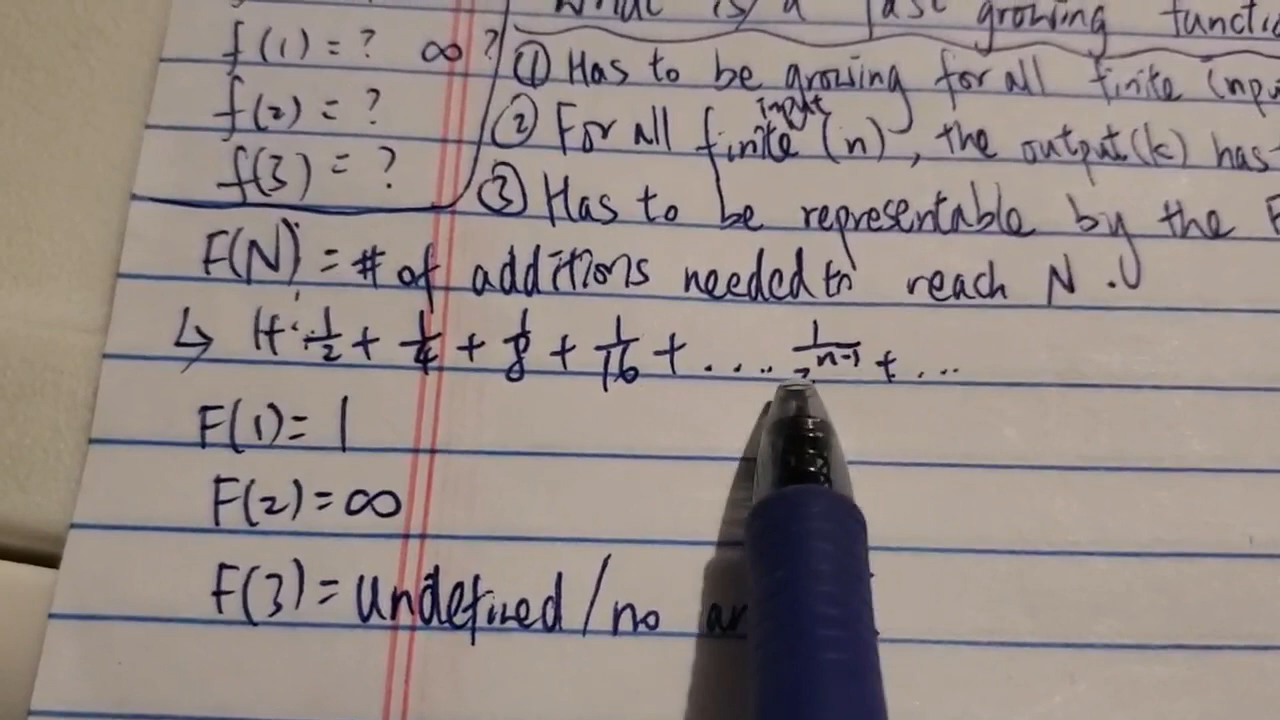 What is a fast growing functio
f(1) = ? ∞ ?
① Has to be growing for all finite (inpu
f(2) = ?
② For all finite input (n), the output (k) has
f(3) = ?
③ Has to be representable by the F
F(N) = # of additions needed to reach N.
↳ 1+ 1/2 + 1/4 + 1/8 + 1/16 + .... 1/2^(n-1) + ...
F(1) = 1
F(2) = ∞
F(3) = undefined / no